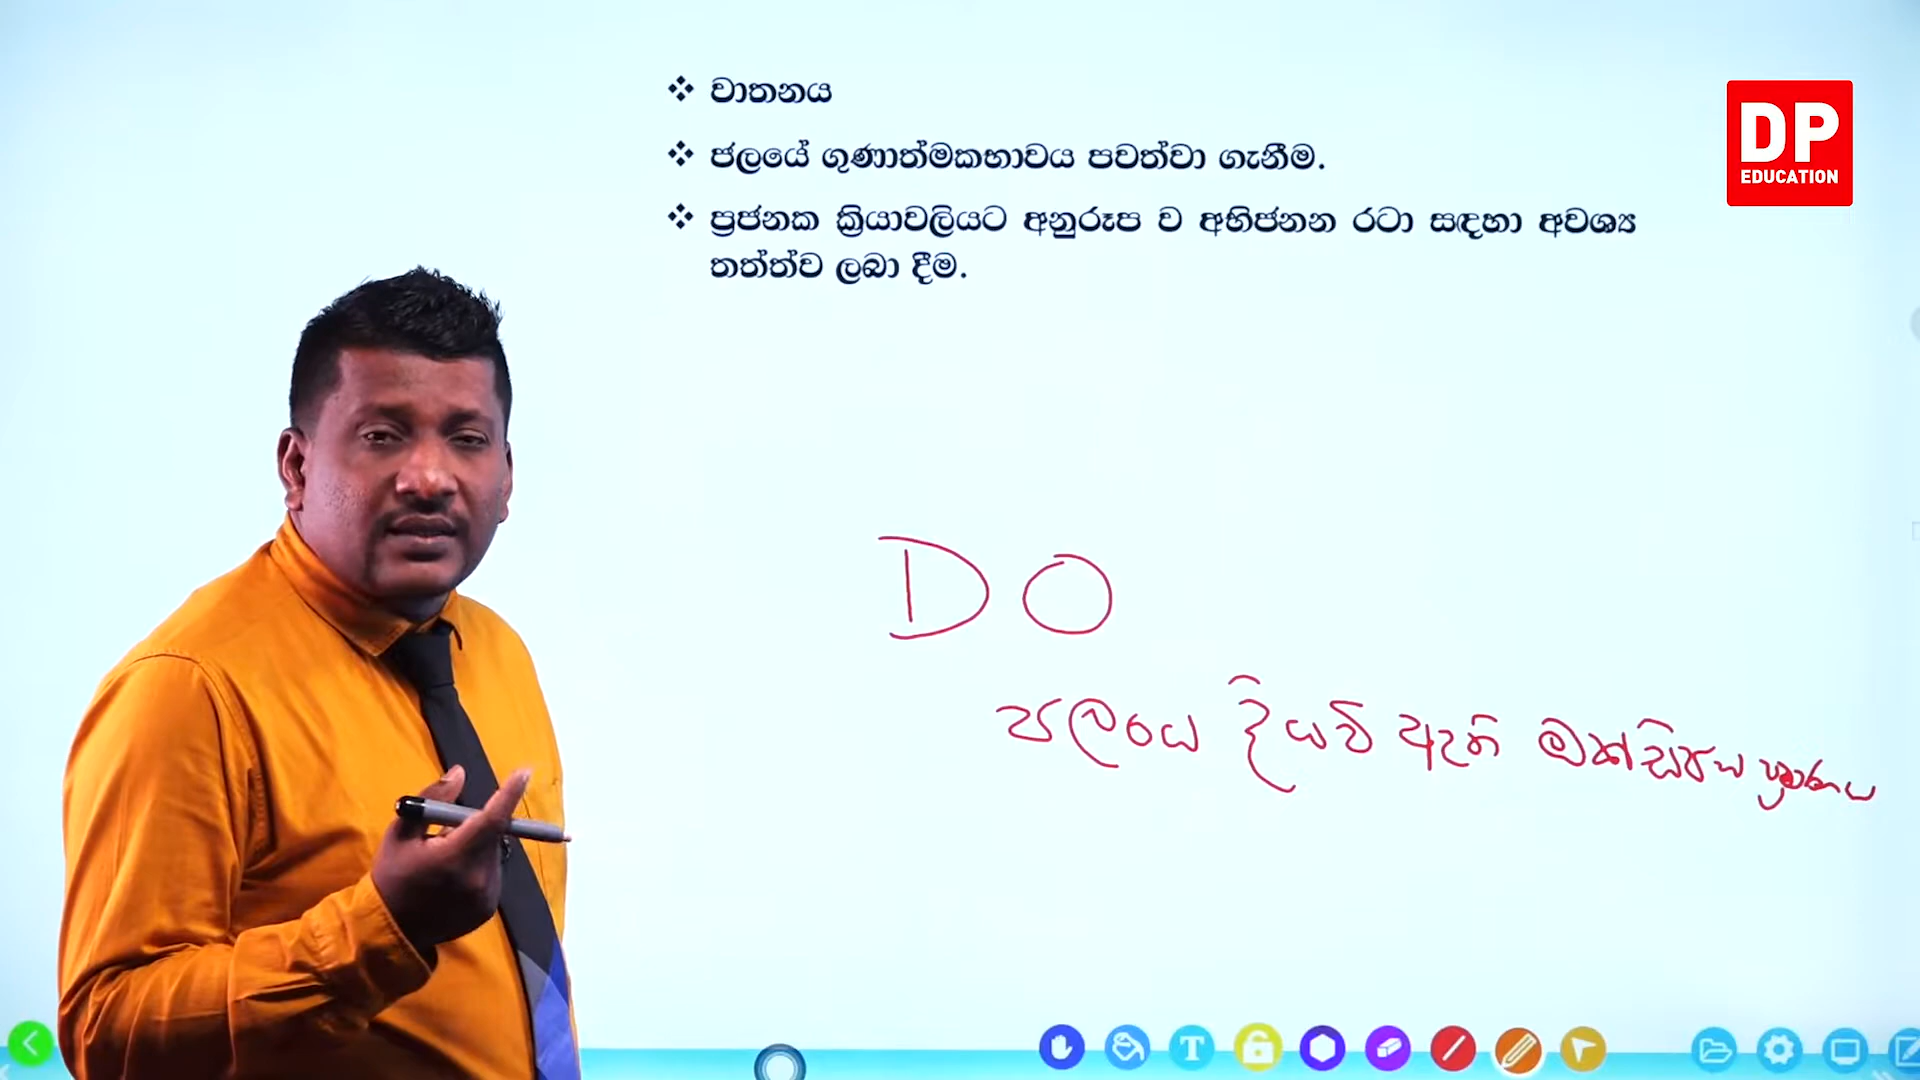 ❖ වාතනය
❖ ජලයේ ගුණාත්මකභාවය පවත්වා ගැනීම.
❖ ප්‍රජනක ක්‍රියාවලියට අනුරූප ව අභිජනන රටා සඳහා අවශ්‍ය
තත්ත්ව ලබා දීම.
DP
EDUCATION
DO
ජලයෙ දියවී ඇති ඔක්සිජන් ප්‍රමාණය
T